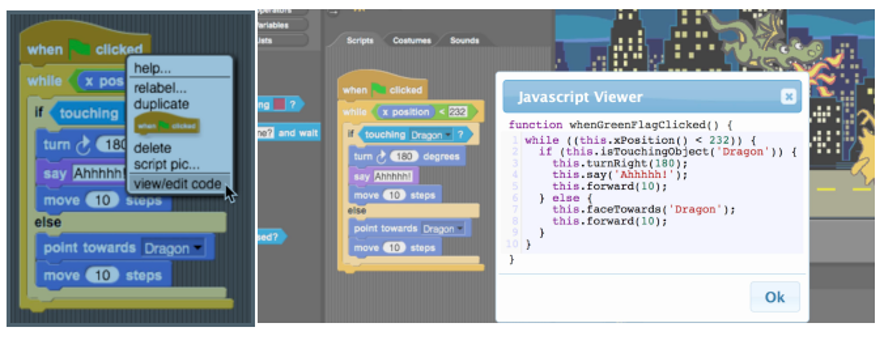 when clicked
while x pos
if touching
turn 180
say Ahhhhh!
move 10 steps
else
point towards Dragon
move 10 steps
help...
relabel...
duplicate
when clicked
delete
script pic...
view/edit code
Scripts Costumes Sounds
ng ?
me? and wait
sed?
when clicked
while x position < 232
if touching Dragon ?
turn 180 degrees
say Ahhhhh!
move 10 steps
else
point towards Dragon
move 10 steps
Javascript Viewer
function whenGreenFlagClicked() {
1 while ((this.xPosition() < 232)) {
2 if (this.isTouchingObject('Dragon')) {
3 this.turnRight(180);
4 this.say('Ahhhhh!');
5 this.forward(10);
6 } else {
7 this.faceTowards('Dragon');
8 this.forward(10);
9 }
10 }
}
Ok